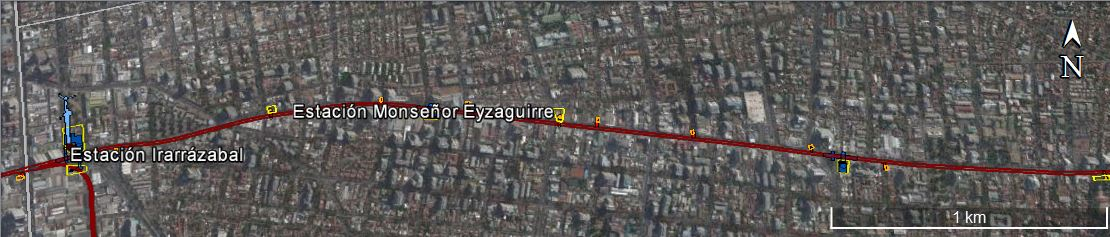 N
Estación Monseñor Eyzaguirre
Estación Irarrázabal
1 km